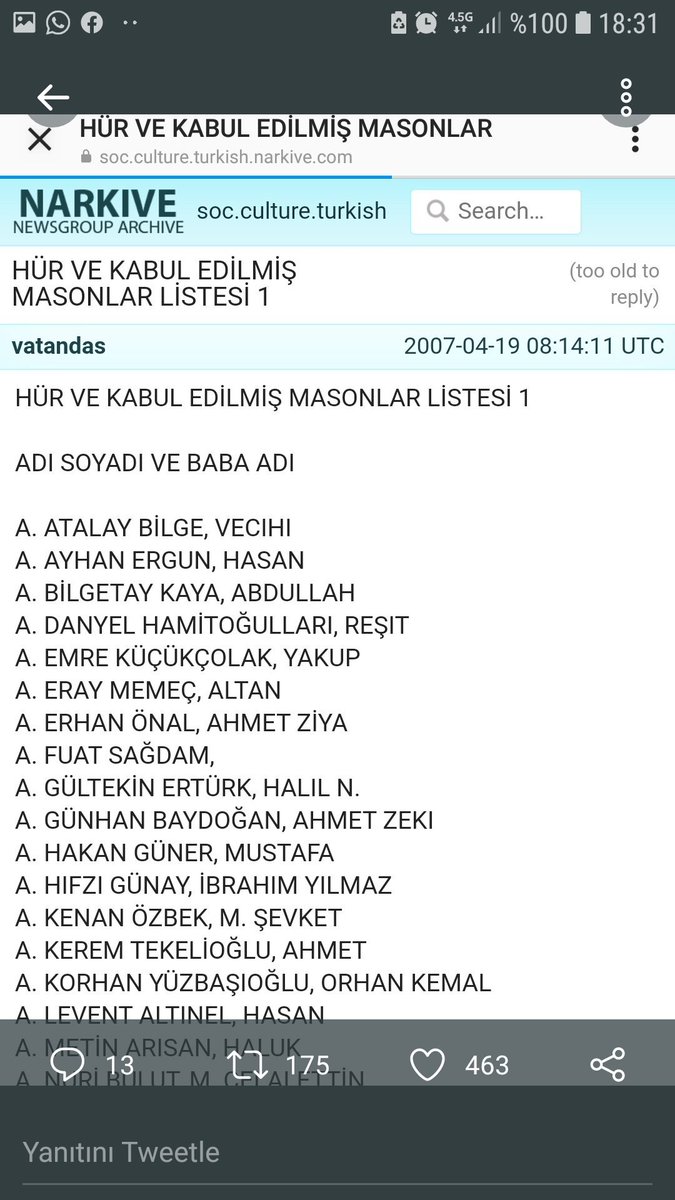 4.5G %100 18:31
HÜR VE KABUL EDİLMİŞ MASONLAR
soc.culture.turkish.narkive.com
NARKIVE
NEWSGROUP ARCHIVE
soc.culture.turkish
Search...
HÜR VE KABUL EDİLMİŞ
MASONLAR LİSTESİ 1
(too old to
reply)
vatandas 2007-04-19 08:14:11 UTC
HÜR VE KABUL EDİLMİŞ MASONLAR LİSTESİ 1
ADI SOYADI VE BABA ADI
A. ATALAY BİLGE, VECIHI
A. AYHAN ERGUN, HASAN
A. BİLGETAY KAYA, ABDULLAH
A. DANYEL HAMİTOĞULLARI, REŞIT
A. EMRE KÜÇÜKÇOLAK, YAKUP
A. ERAY MEMEÇ, ALTAN
A. ERHAN ÖNAL, AHMET ZİYA
A. FUAT SAĞDAM,
A. GÜLTEKİN ERTÜRK, HALIL N.
A. GÜNHAN BAYDOĞAN, AHMET ZEKI
A. HAKAN GÜNER, MUSTAFA
A. HIFZI GÜNAY, İBRAHIM YILMAZ
A. KENAN ÖZBEK, M. ŞEVKET
A. KEREM TEKELİOĞLU, AHMET
A. KORHAN YÜZBAŞIOĞLU, ORHAN KEMAL
A. LEVENT ALTINEL, HASAN
A. METİN ARISAN, HALUK
A. NURİ BULUT, M. CELALETTİN
13 175 463
Yanıtını Tweetle